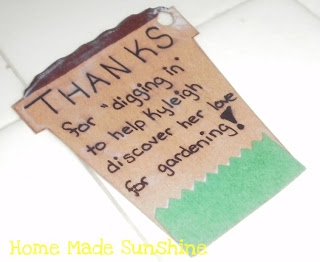 THANKS
for "digging in"
to help Kyleigh
discover her love
for gardening!
Home Made Sunshine